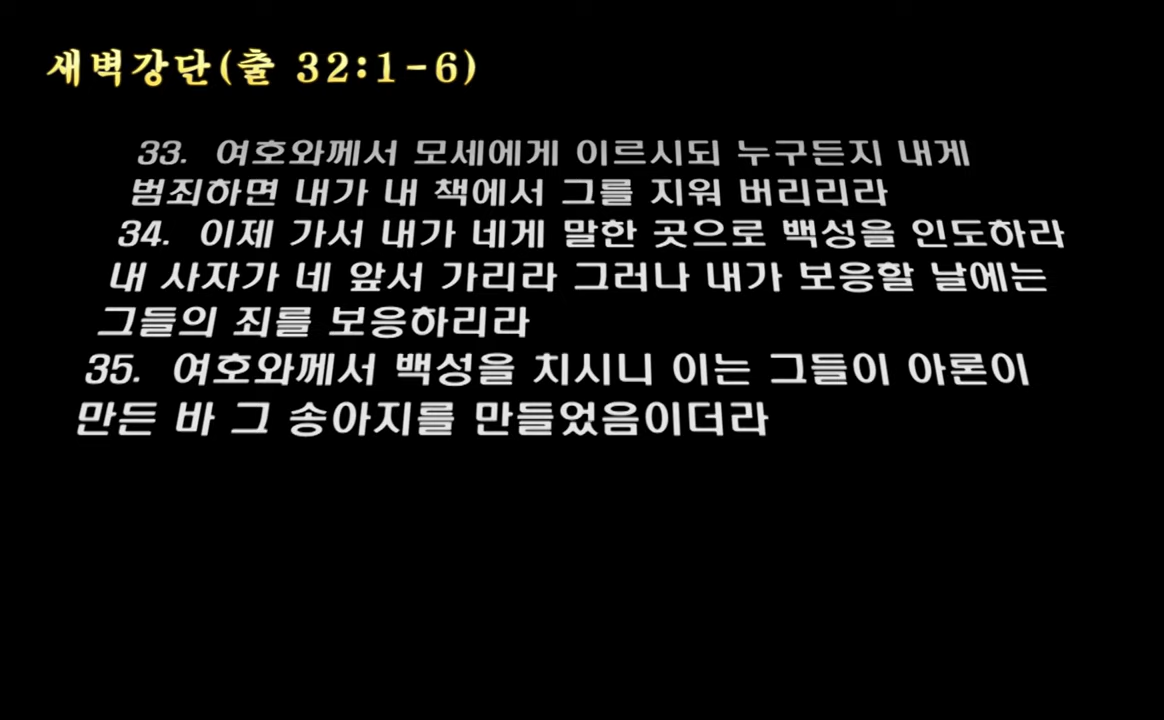 새벽강단(출 32:1-6)
33. 여호와께서 모세에게 이르시되 누구든지 내게
범죄하면 내가 내 책에서 그를 지워 버리리라
34. 이제 가서 내가 네게 말한 곳으로 백성을 인도하라
내 사자가 네 앞서 가리라 그러나 내가 보응할 날에는
그들의 죄를 보응하리라
35. 여호와께서 백성을 치시니 이는 그들이 아론이
만든 바 그 송아지를 만들었음이더라